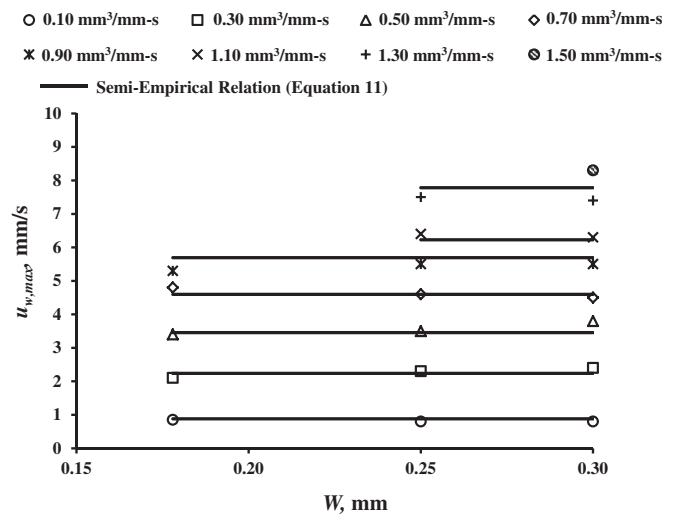 0.10 mm³/mm-s 0.30 mm³/mm-s 0.50 mm³/mm-s 0.70 mm³/mm-s
0.90 mm³/mm-s 1.10 mm³/mm-s 1.30 mm³/mm-s 1.50 mm³/mm-s
Semi-Empirical Relation (Equation 11)
10
9
8
7
6
5
4
3
2
1
0
u_w,max, mm/s
0.15 0.20 0.25 0.30
W, mm